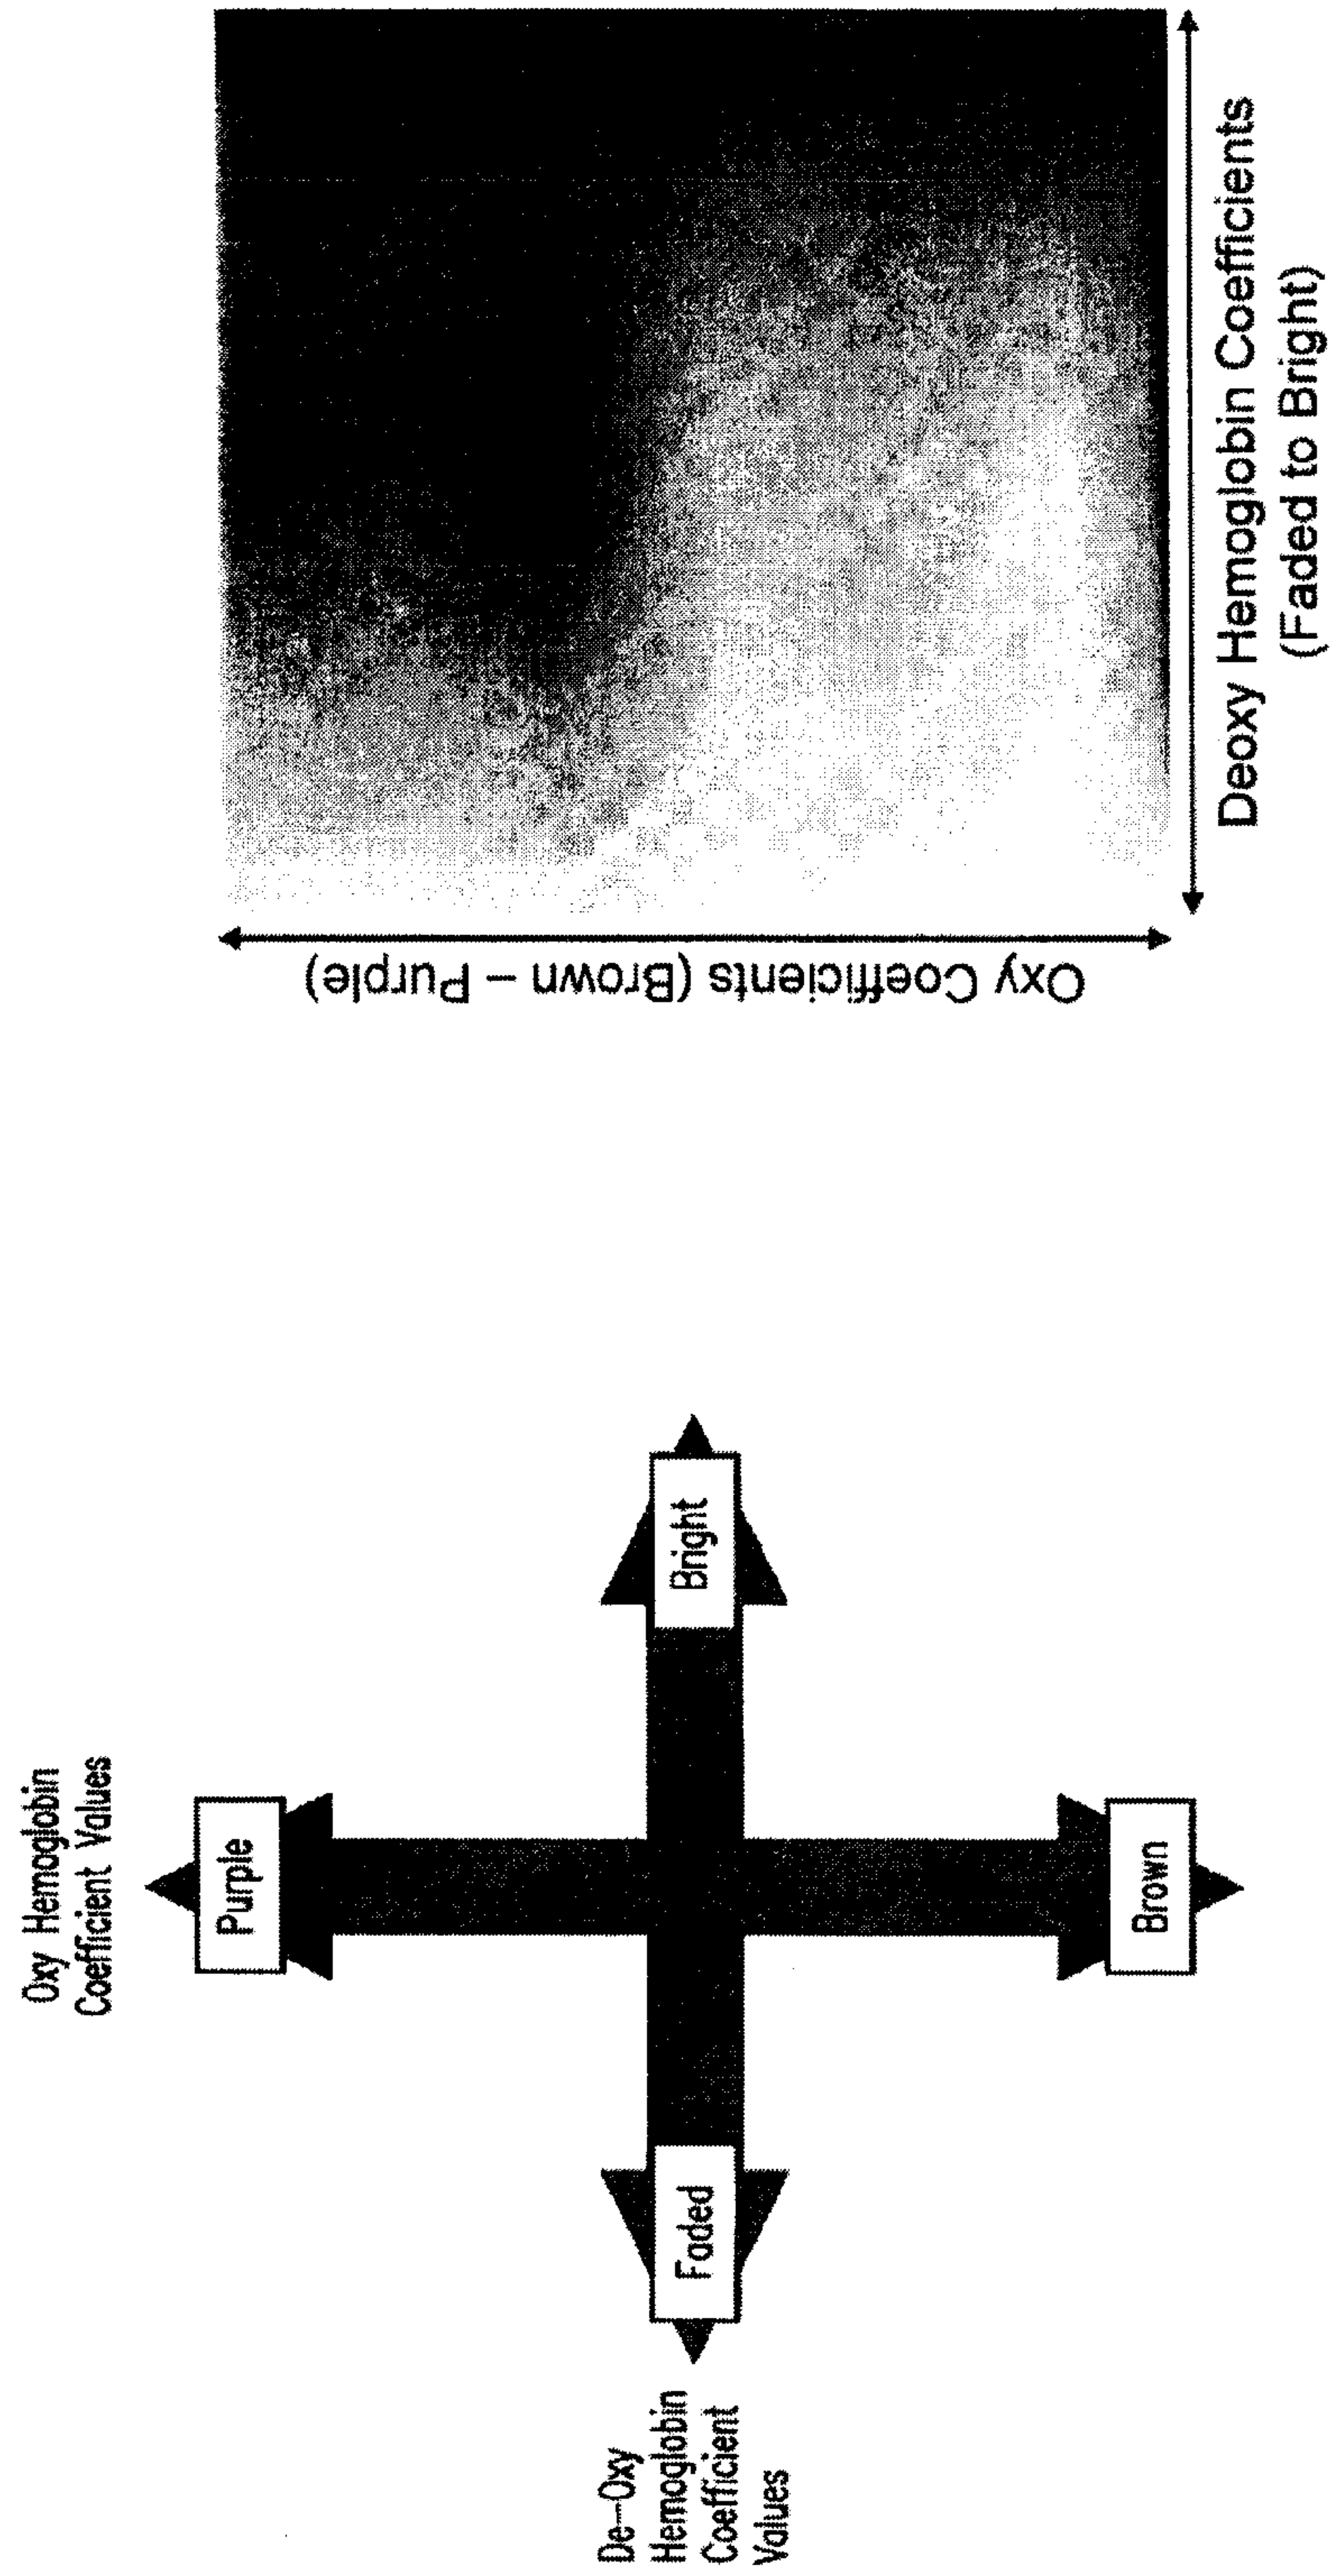 Oxy Hemoglobin
Coefficient Values
Purple
De-Oxy
Hemoglobin
Coefficient
Values
Faded
Bright
Brown
Oxy Coefficients (Brown – Purple)
Deoxy Hemoglobin Coefficients
(Faded to Bright)